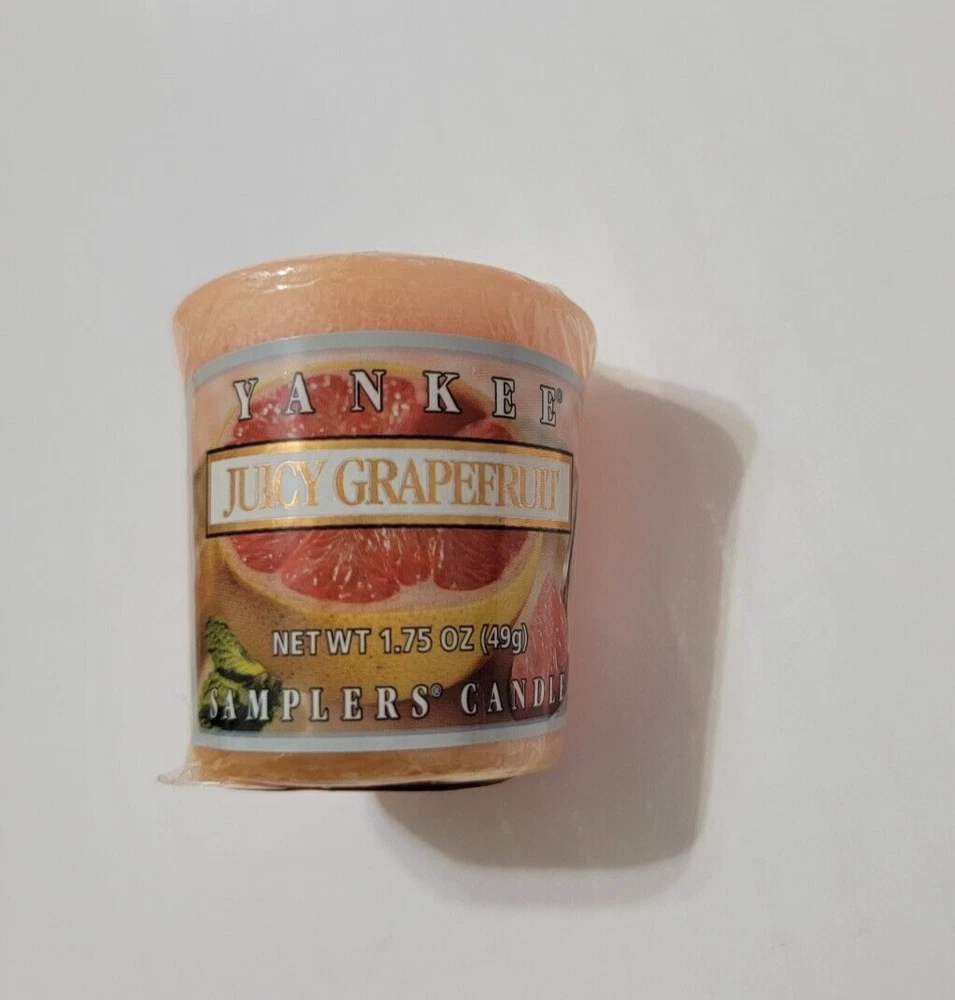 YANKEE®
JUICY GRAPEFRUIT
NET WT 1.75 OZ (49g)
SAMPLERS® CANDLE